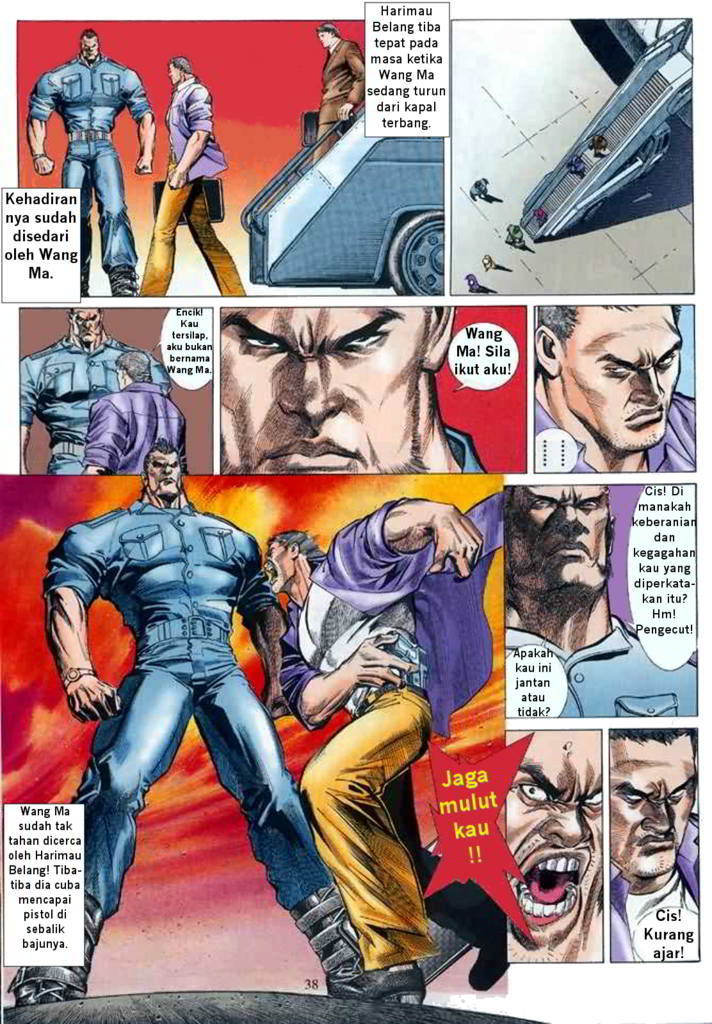 Harimau
Belang tiba
tepat pada
masa ketika
Wang Ma
sedang turun
dari kapal
terbang.
Kehadiran
nya sudah
disedari
oleh Wang
Ma.
Encik!
Kau
tersilap,
aku bukan
bernama
Wang Ma.
Wang
Ma! Sila
ikut aku!
Cis! Di
manakah
keberanian
dan
kegagahan
kau yang
diperkata-
kan itu?
Hm!
Pengecut!
Apakah
kau ini
jantan
atau
tidak?
Jaga
mulut
kau
!!
Cis!
Kurang
ajar!
Wang Ma
sudah tak
tahan dicerca
oleh Harimau
Belang! Tiba-
tiba dia cuba
mencapai
pistol di
sebalik
bajunya.
38